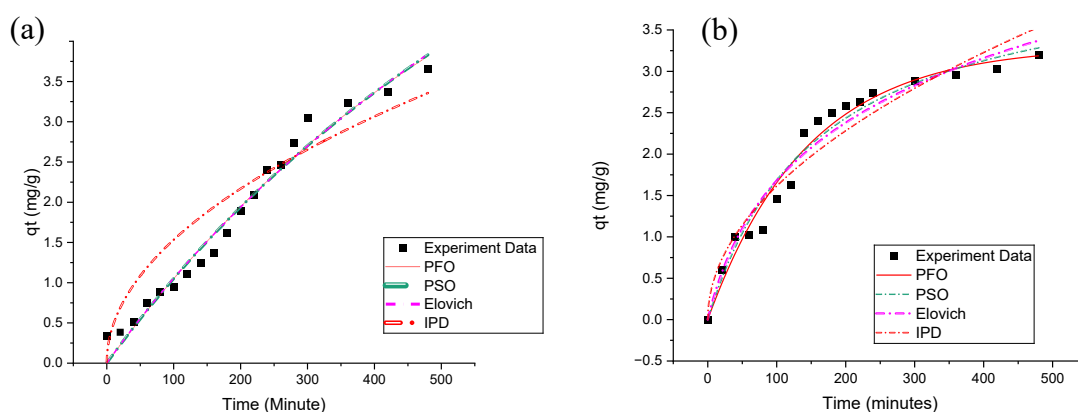 (a)
4.0
3.5
3.0
2.5
2.0
1.5
1.0
0.5
0.0
qt (mg/g)
0
100
200
300
400
500
Time (Minute)
Experiment Data
PFO
PSO
Elovich
IPD
(b)
3.5
3.0
2.5
2.0
1.5
1.0
0.5
0.0
−0.5
qt (mg/g)
0
100
200
300
400
500
Time (minutes)
Experiment Data
PFO
PSO
Elovich
IPD